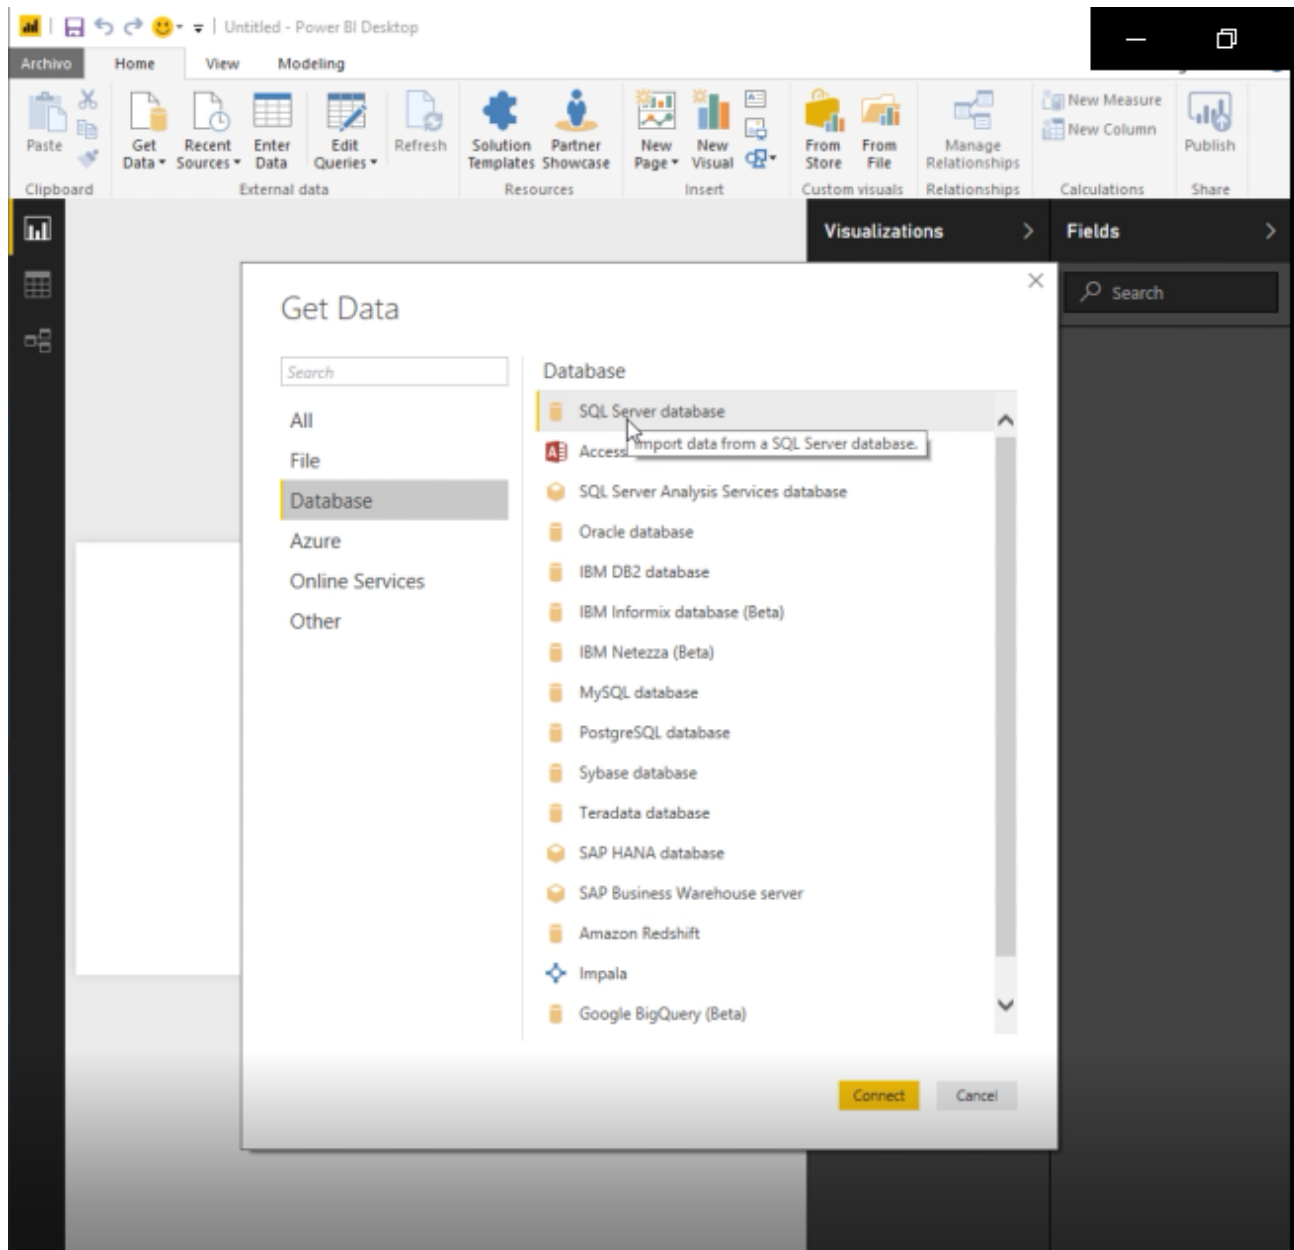 Untitled - Power BI Desktop
Archivo Home View Modeling
Paste Get Data Recent Sources Enter Data Edit Queries Refresh Solution Templates Partner Showcase New Page New Visual From Store From File Manage Relationships New Measure New Column Publish
Clipboard External data Resources Insert Custom visuals Relationships Calculations Share
Visualizations Fields
Search
Get Data
Search
All
File
Database
Azure
Online Services
Other
Database
SQL Server database
Import data from a SQL Server database.
Access
SQL Server Analysis Services database
Oracle database
IBM DB2 database
IBM Informix database (Beta)
IBM Netezza (Beta)
MySQL database
PostgreSQL database
Sybase database
Teradata database
SAP HANA database
SAP Business Warehouse server
Amazon Redshift
Impala
Google BigQuery (Beta)
Connect Cancel